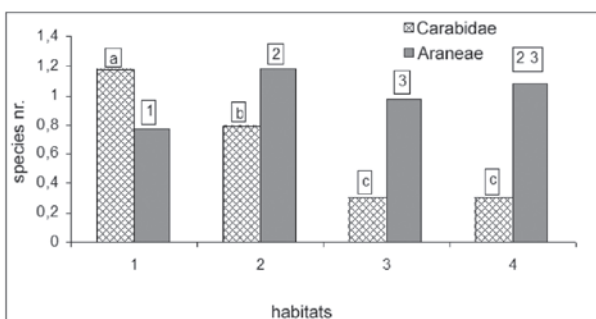 1,4
1,2
1
0,8
0,6
0,4
0,2
0
species nr.
Carabidae
Araneae
a
1
b
2
c
3
c
2 3
1 2 3 4
habitats